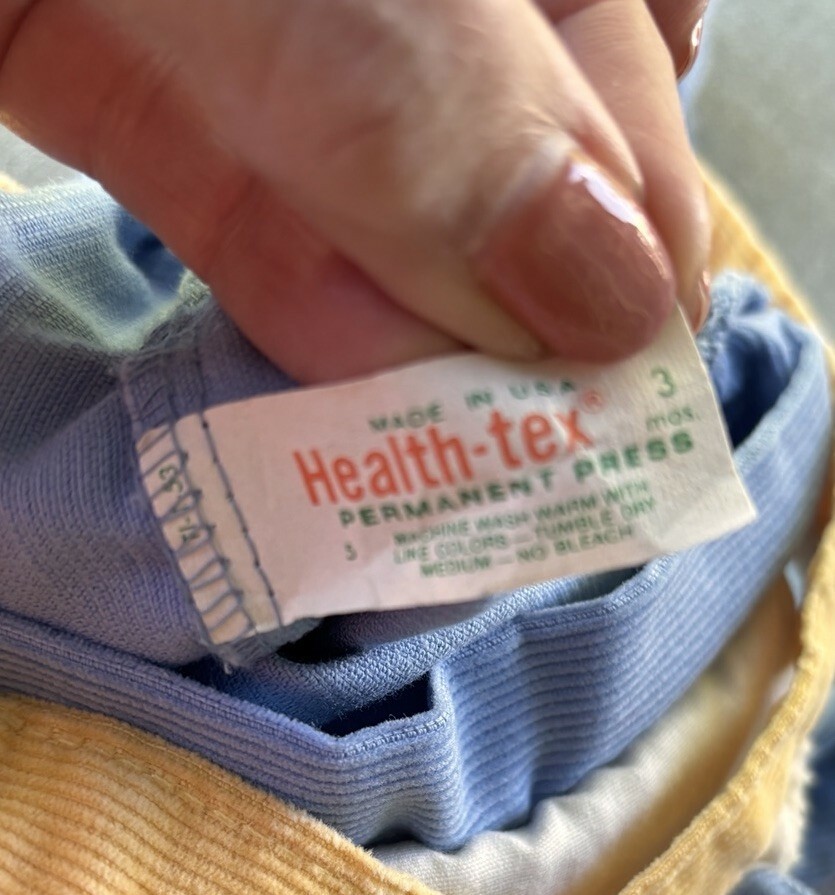 MADE IN USA
3
mos.
Health-tex®
PERMANENT PRESS
MACHINE WASH WARM WITH
LIKE COLORS — TUMBLE DRY
MEDIUM — NO BLEACH
3